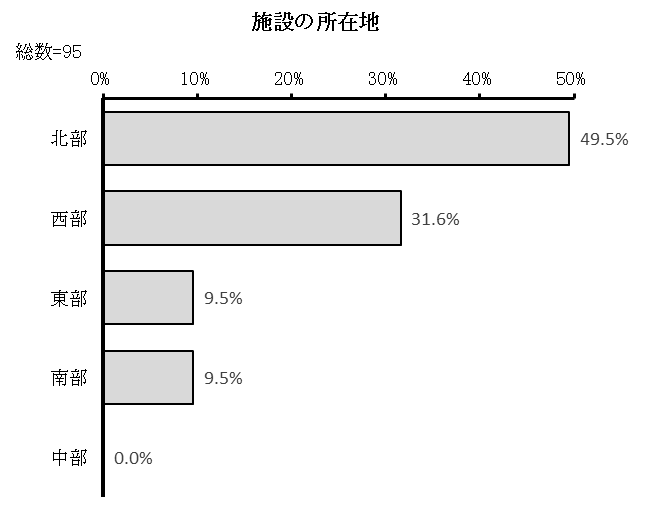 施設の所在地
総数=95
0% 10% 20% 30% 40% 50%
北部 49.5%
西部 31.6%
東部 9.5%
南部 9.5%
中部 0.0%